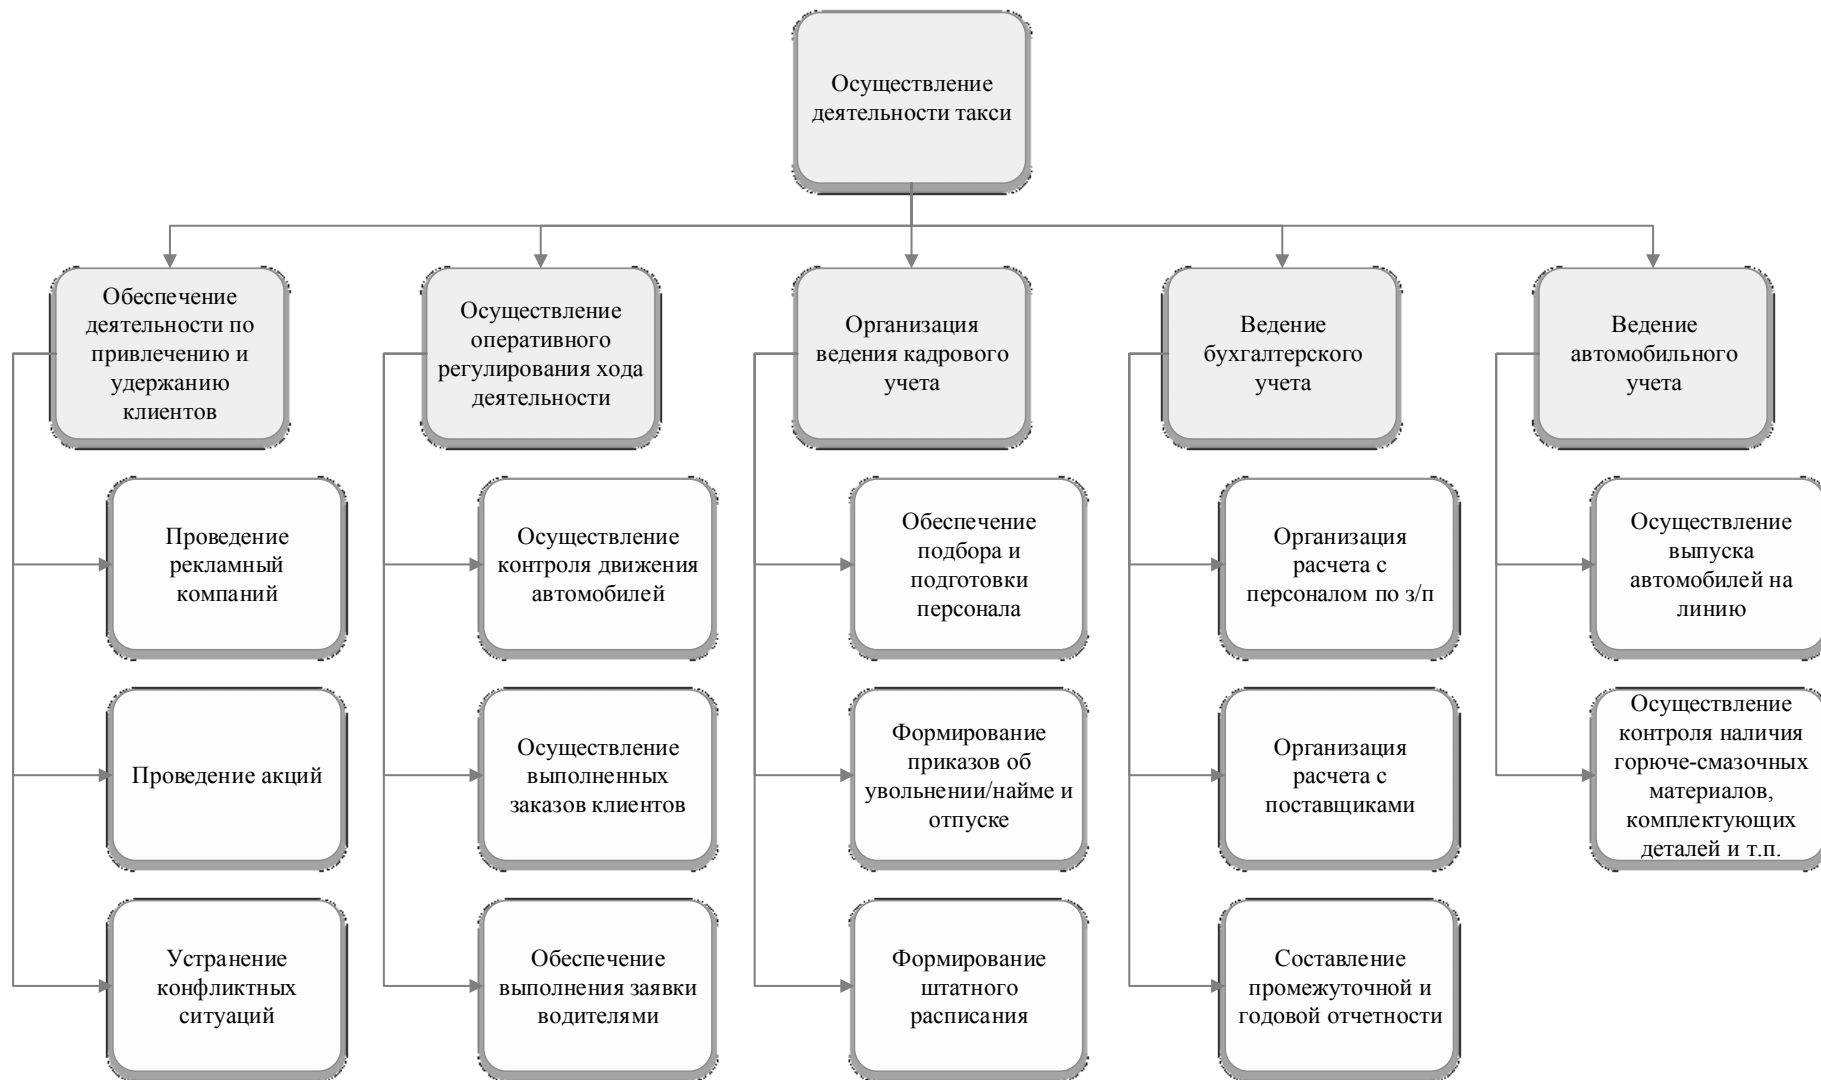 Осуществление
деятельности такси
Обеспечение
деятельности по
привлечению и
удержанию
клиентов
Осуществление
оперативного
регулирования хода
деятельности
Организация
ведения кадрового
учета
Ведение
бухгалтерского
учета
Ведение
автомобильного
учета
Проведение
рекламный
компаний
Осуществление
контроля движения
автомобилей
Обеспечение
подбора и
подготовки
персонала
Организация
расчета с
персоналом по з/п
Осуществление
выпуска
автомобилей на
линию
Проведение акций
Осуществление
выполненных
заказов клиентов
Формирование
приказов об
увольнении/найме и
отпуске
Организация
расчета с
поставщиками
Осуществление
контроля наличия
горюче-смазочных
материалов,
комплектующих
деталей и т.п.
Устранение
конфликтных
ситуаций
Обеспечение
выполнения заявки
водителями
Формирование
штатного
расписания
Составление
промежуточной и
годовой отчетности